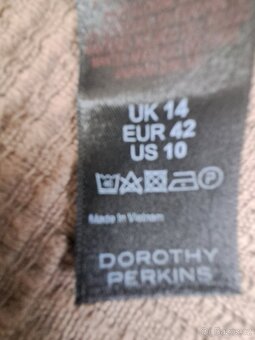 UK 14
EUR 42
US 10
Made In Vietnam
DOROTHY
PERKINS